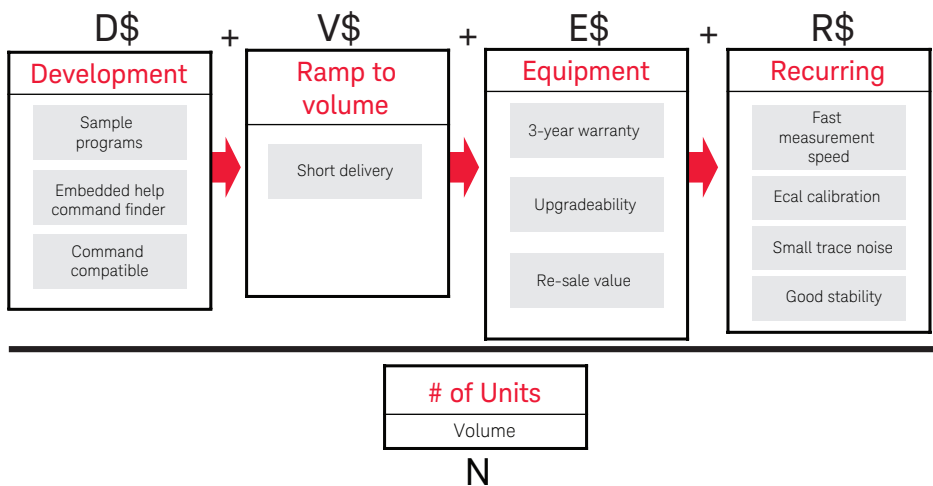 D$ + V$ + E$ + R$
Development
Sample
programs
Embedded help
command finder
Command
compatible
Ramp to
volume
Short delivery
Equipment
3-year warranty
Upgradeability
Re-sale value
Recurring
Fast
measurement
speed
Ecal calibration
Small trace noise
Good stability
# of Units
Volume
N